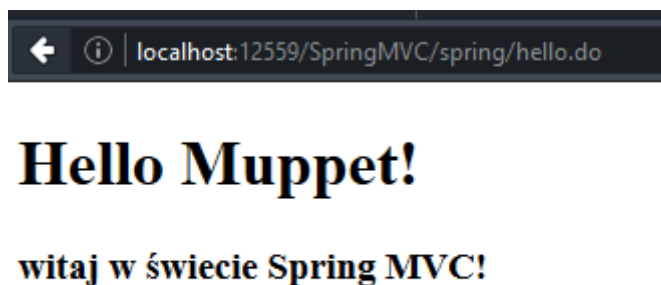 localhost:12559/SpringMVC/spring/hello.do
Hello Muppet!
witaj w świecie Spring MVC!